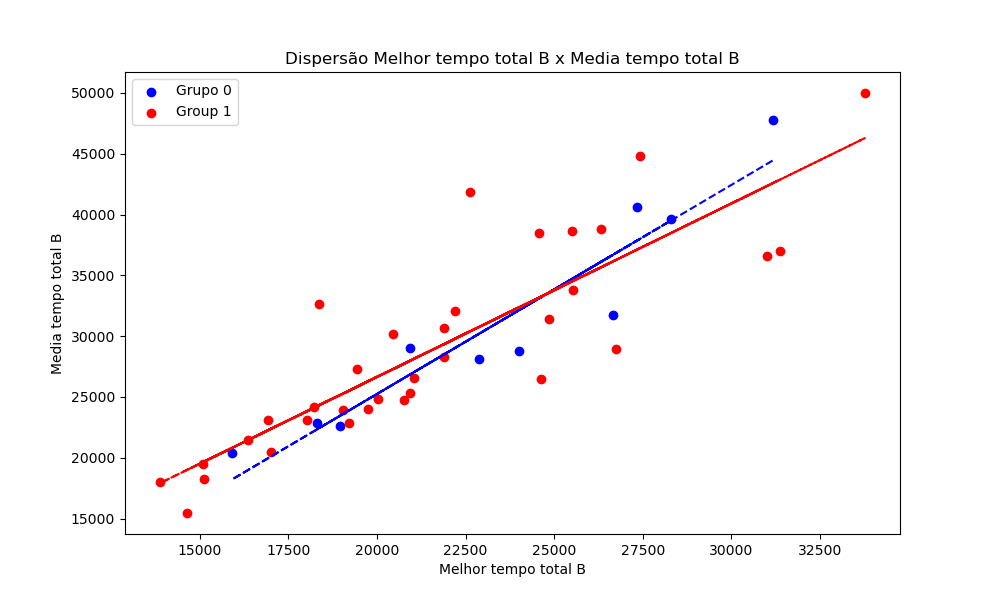 Dispersão Melhor tempo total B x Media tempo total B
Grupo 0
Group 1
50000
45000
40000
35000
30000
25000
20000
15000
Media tempo total B
15000 17500 20000 22500 25000 27500 30000 32500
Melhor tempo total B